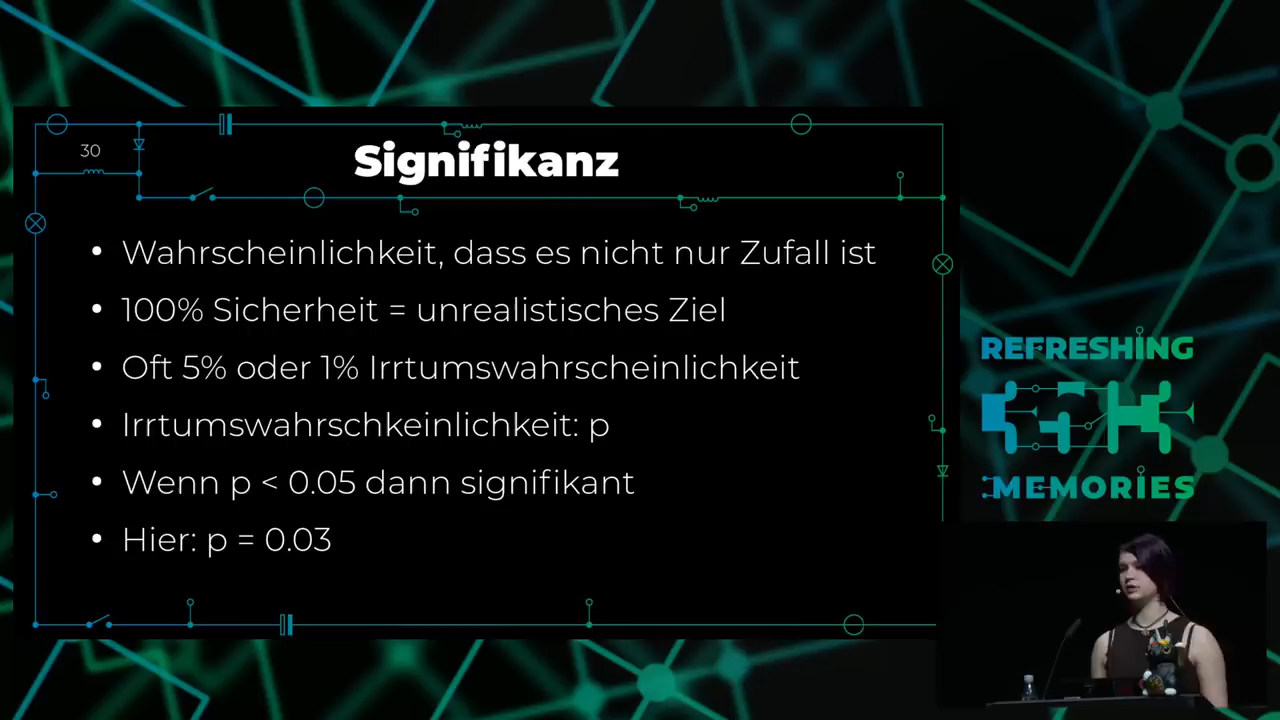 30
Signifikanz
• Wahrscheinlichkeit, dass es nicht nur Zufall ist
• 100% Sicherheit = unrealistisches Ziel
• Oft 5% oder 1% Irrtumswahrscheinlichkeit
• Irrtumswahrschkeinlichkeit: p
• Wenn p < 0.05 dann signifikant
• Hier: p = 0.03
REFRESHING
MEMORIES